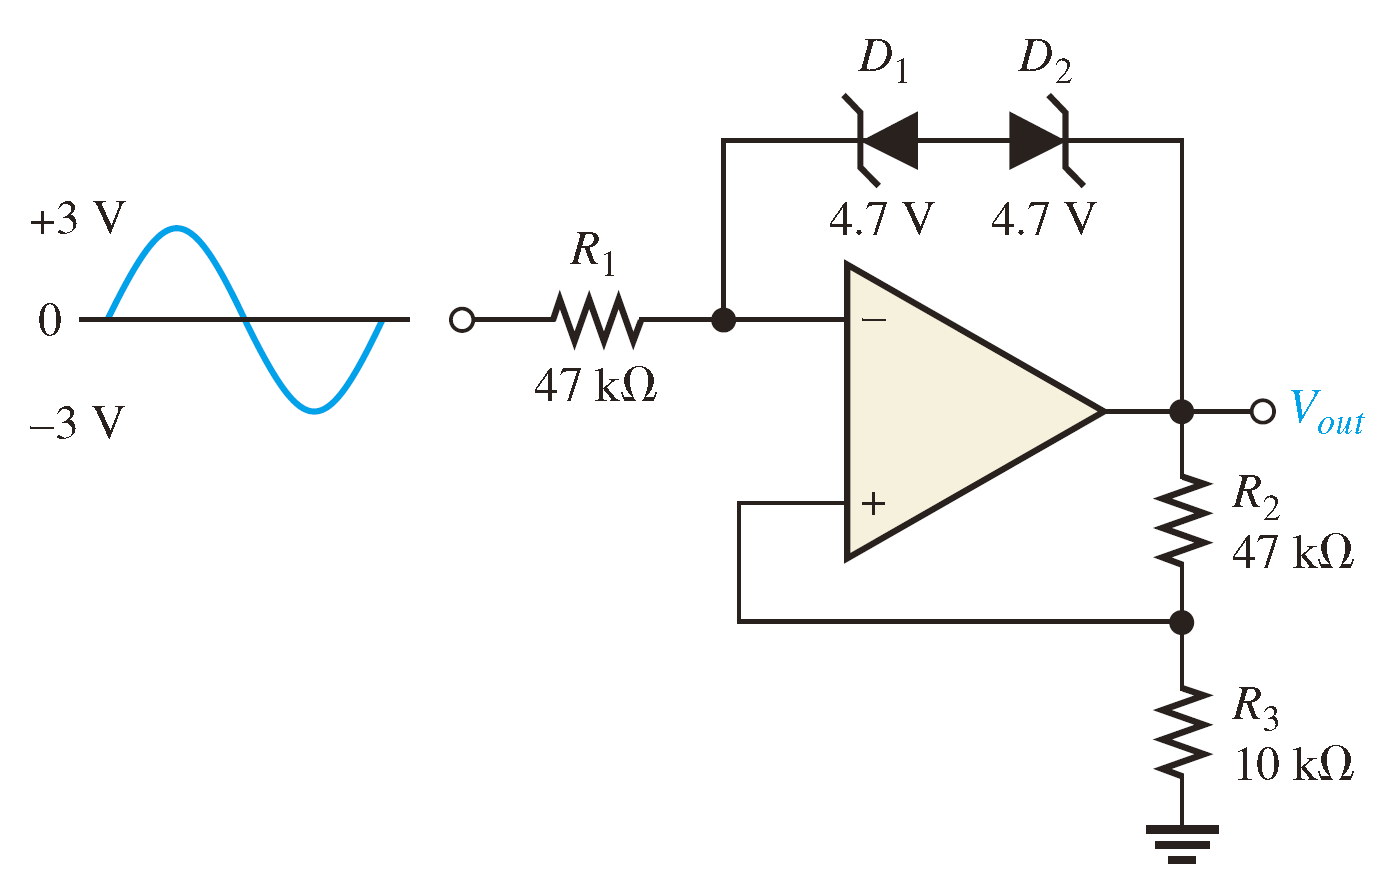 D1 D2
4.7 V 4.7 V
+3 V
0
–3 V
R1
47 kΩ
–
+
Vout
R2
47 kΩ
R3
10 kΩ